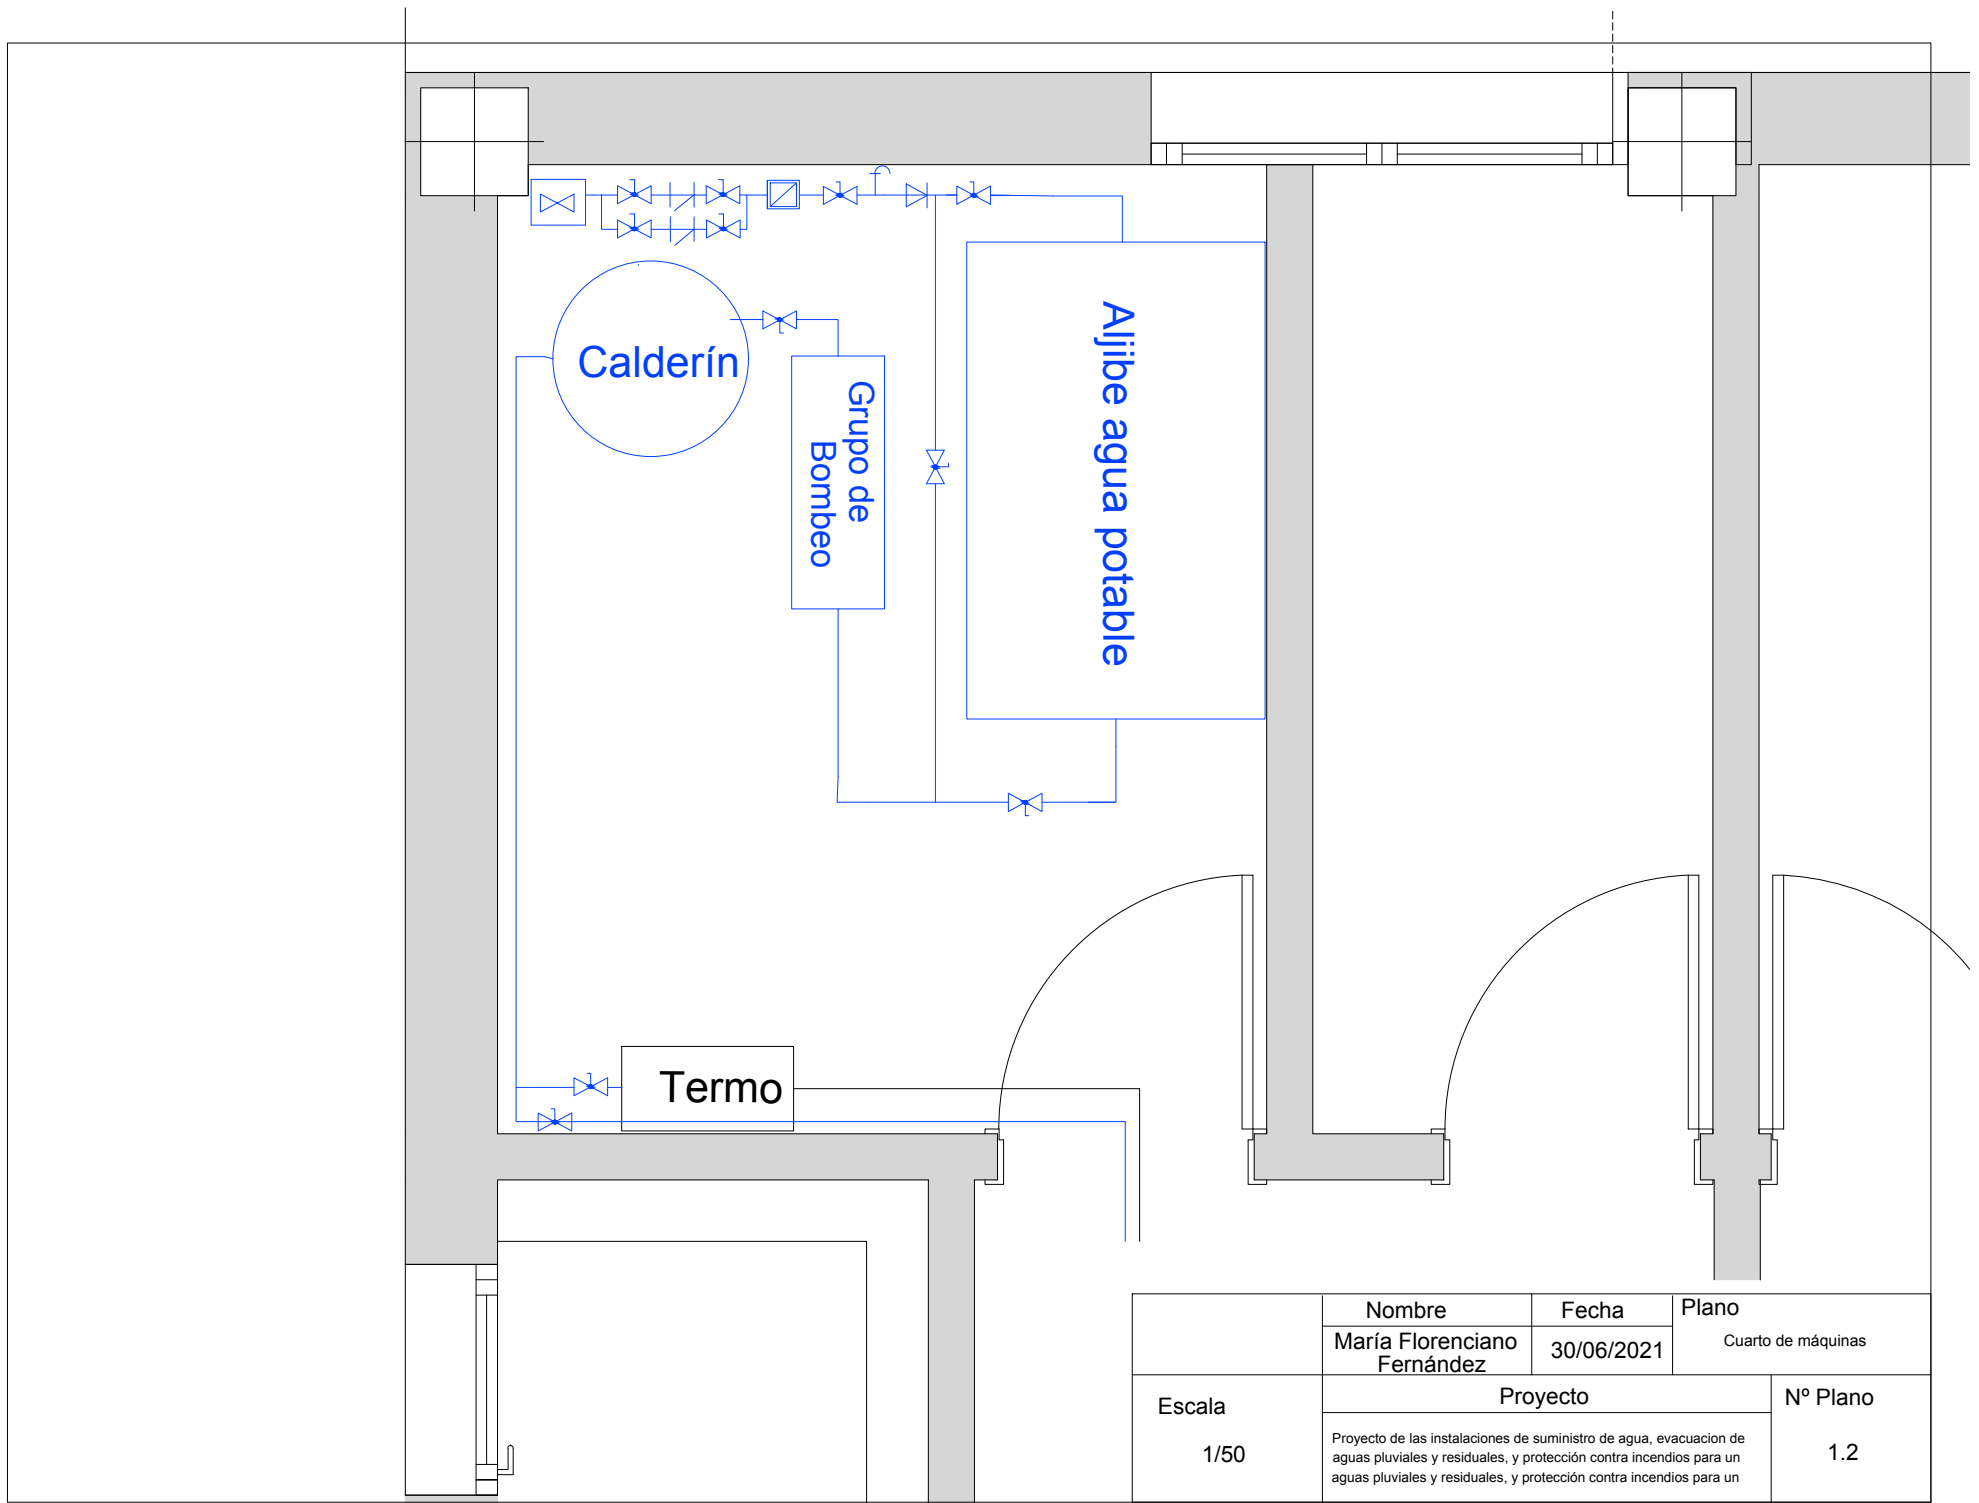 Calderín
Grupo de
Bombeo
Aljibe agua potable
Termo
Nombre
Fecha
Plano
María Florenciano
Fernández
30/06/2021
Cuarto de máquinas
Escala
1/50
Proyecto
Proyecto de las instalaciones de suministro de agua, evacuacion de
aguas pluviales y residuales, y protección contra incendios para un
aguas pluviales y residuales, y protección contra incendios para un
Nº Plano
1.2